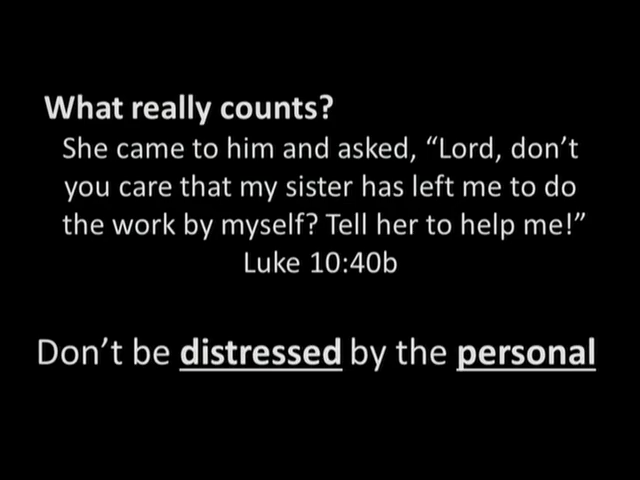 What really counts?
She came to him and asked, “Lord, don’t
you care that my sister has left me to do
the work by myself? Tell her to help me!”
Luke 10:40b
Don’t be distressed by the personal